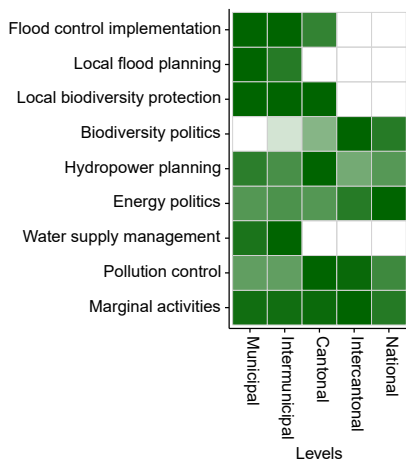 Flood control implementation
Local flood planning
Local biodiversity protection
Biodiversity politics
Hydropower planning
Energy politics
Water supply management
Pollution control
Marginal activities
Municipal
Intermunicipal
Cantonal
Intercantonal
National
Levels